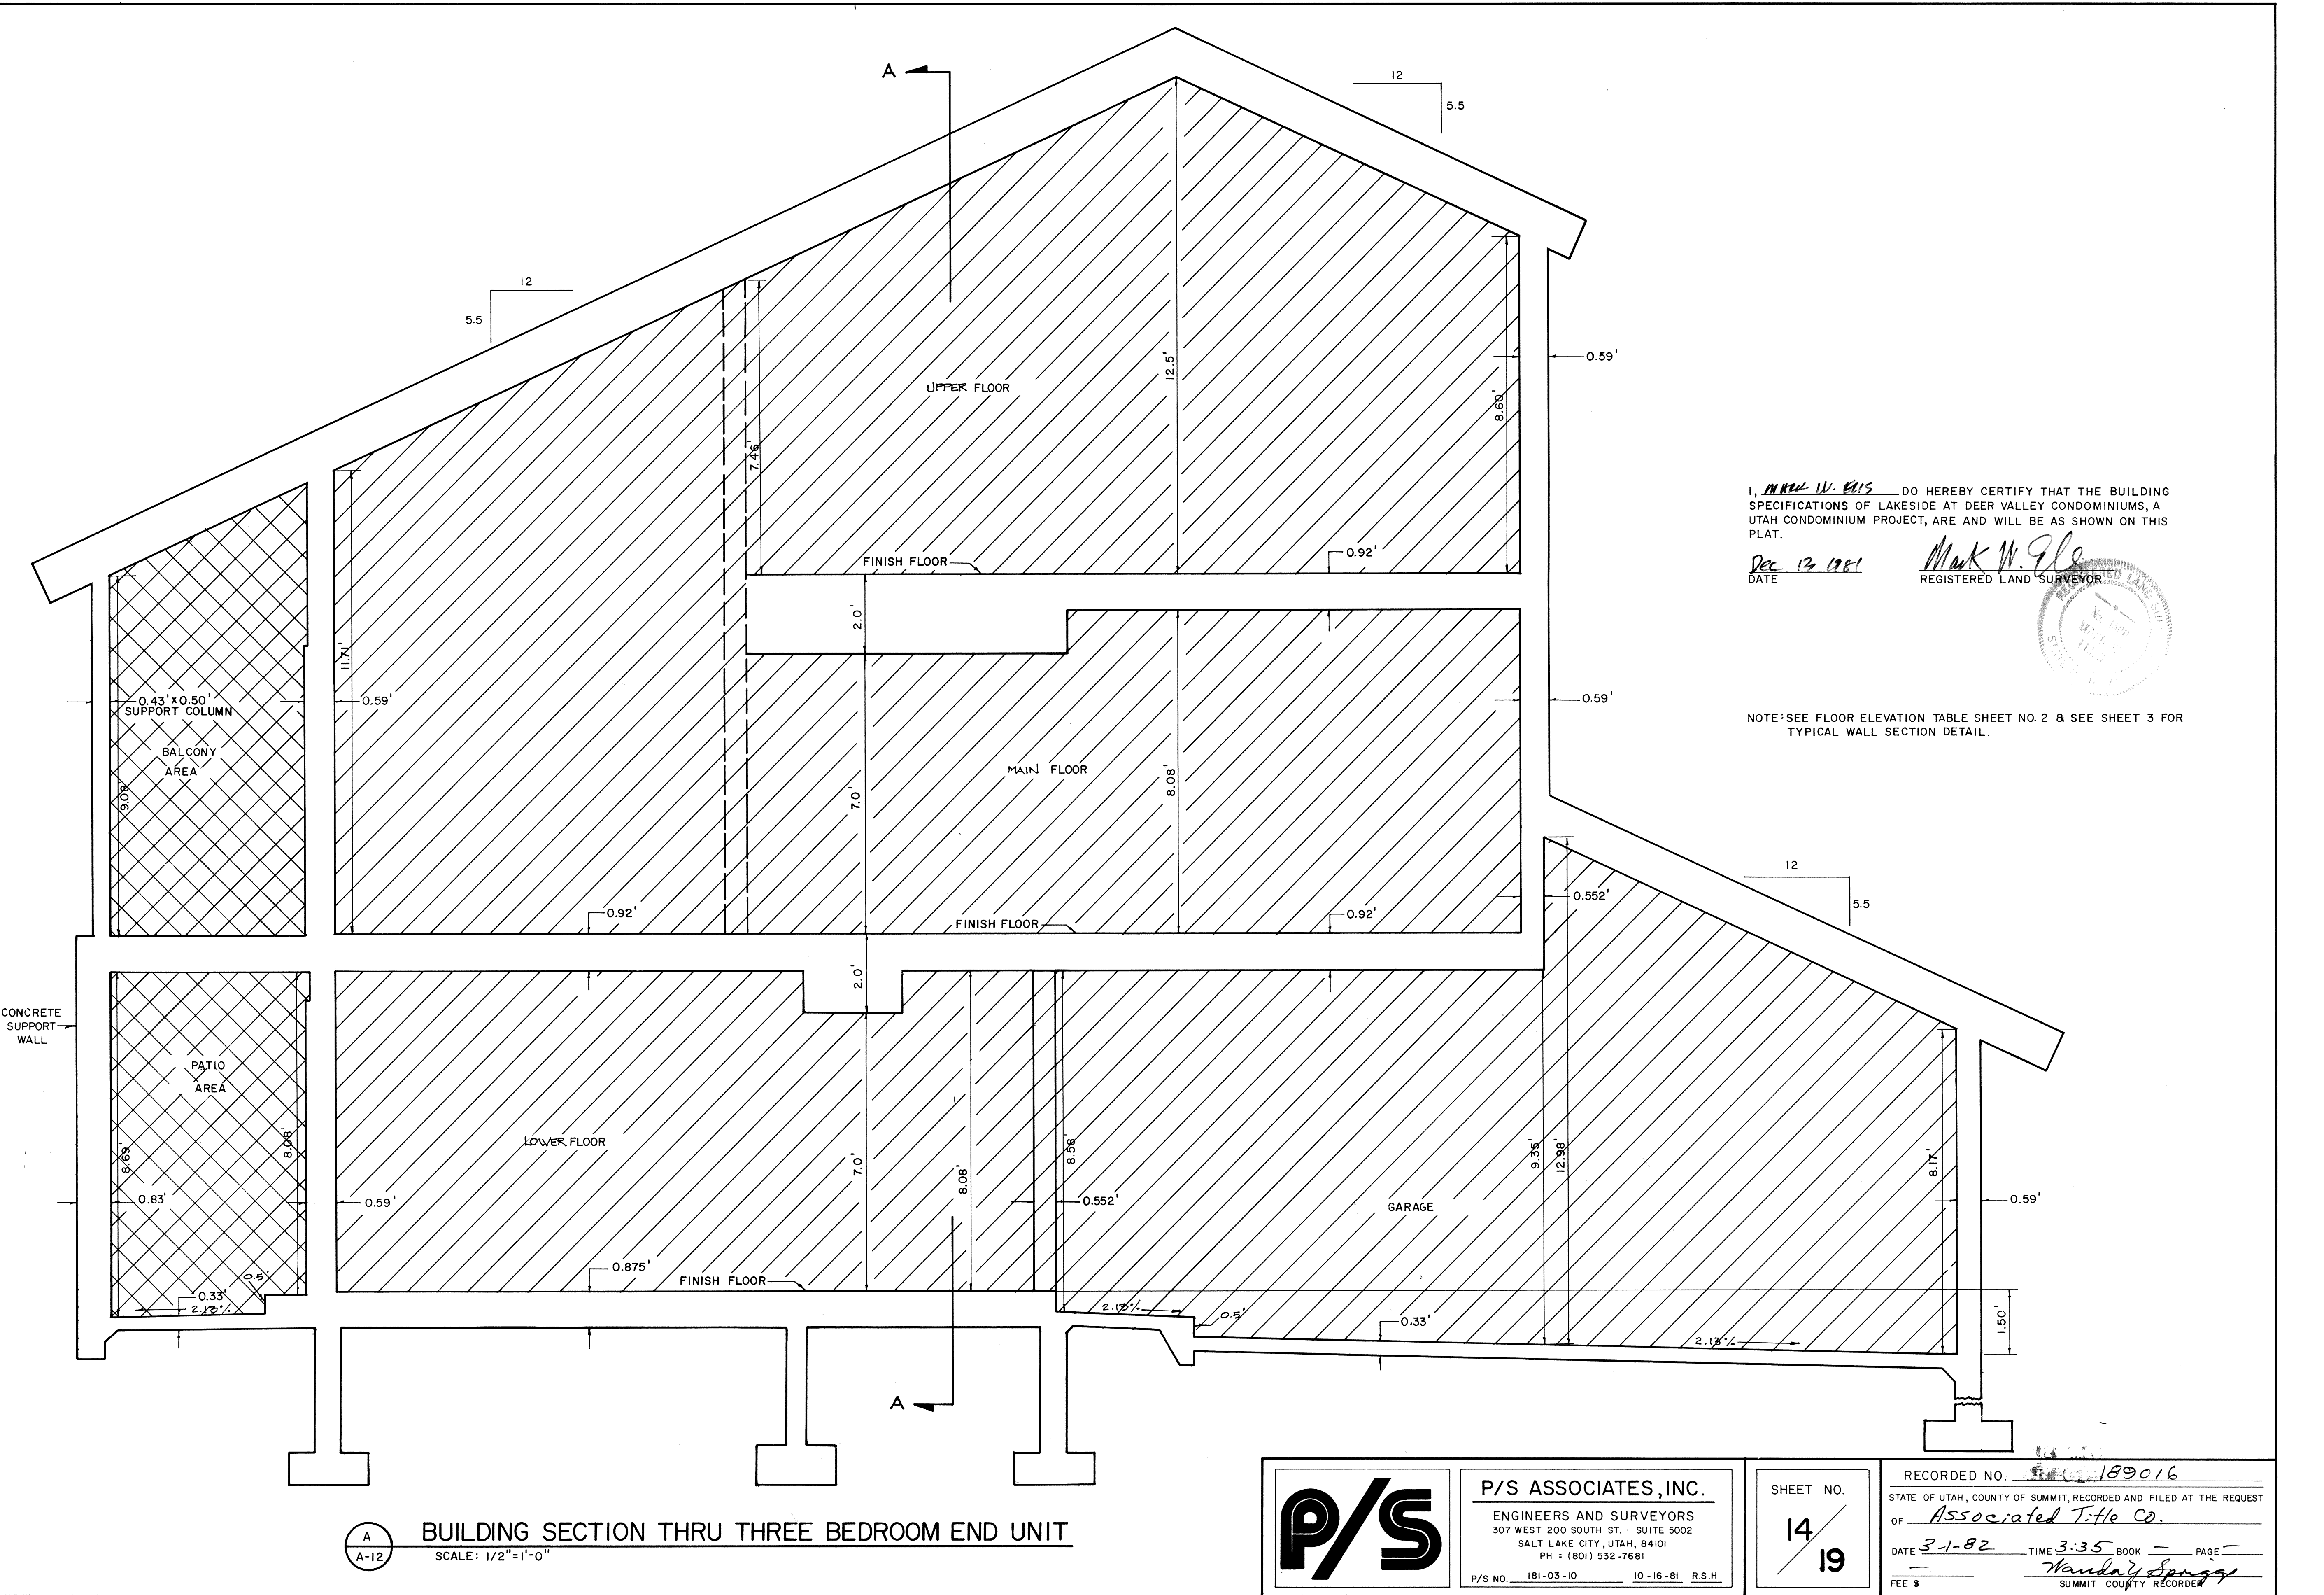 A
12
5.5
12
5.5
UPPER FLOOR
12.5'
7.46'
8.60'
0.59'
FINISH FLOOR
0.92'
2.0'
11.71'
0.43' X 0.50'
SUPPORT COLUMN
0.59'
0.59'
BALCONY
AREA
9.08'
MAIN FLOOR
7.0'
8.08'
0.92'
FINISH FLOOR
0.92'
0.552'
12
5.5
I, MARK W. ELIS DO HEREBY CERTIFY THAT THE BUILDING
SPECIFICATIONS OF LAKESIDE AT DEER VALLEY CONDOMINIUMS, A
UTAH CONDOMINIUM PROJECT, ARE AND WILL BE AS SHOWN ON THIS
PLAT.
Dec. 13 1981
DATE
REGISTERED LAND SURVEYOR
NOTE: SEE FLOOR ELEVATION TABLE SHEET NO. 2 & SEE SHEET 3 FOR
TYPICAL WALL SECTION DETAIL.
CONCRETE
SUPPORT
WALL
2.0'
PATIO
AREA
8.69'
8.08'
0.83'
0.59'
LOWER FLOOR
7.0'
8.08'
8.58'
0.552'
GARAGE
9.35'
12.98'
8.17'
0.59'
0.5'
0.33'
2.13%
0.875'
FINISH FLOOR
2.13%
0.5'
0.33'
2.13%
1.50'
A
A
A-12
BUILDING SECTION THRU THREE BEDROOM END UNIT
SCALE: 1/2"=1'-0"
P/S
P/S ASSOCIATES, INC.
ENGINEERS AND SURVEYORS
307 WEST 200 SOUTH ST. · SUITE 5002
SALT LAKE CITY, UTAH, 84101
PH = (801) 532-7681
P/S NO. 181-03-10 10-16-81 R.S.H
SHEET NO.
14/19
RECORDED NO. 189016
STATE OF UTAH, COUNTY OF SUMMIT, RECORDED AND FILED AT THE REQUEST
OF Associated Title Co.
DATE 3-1-82 TIME 3:35 BOOK — PAGE —
—
FEE $
Wanda Y Spriggs
SUMMIT COUNTY RECORDER